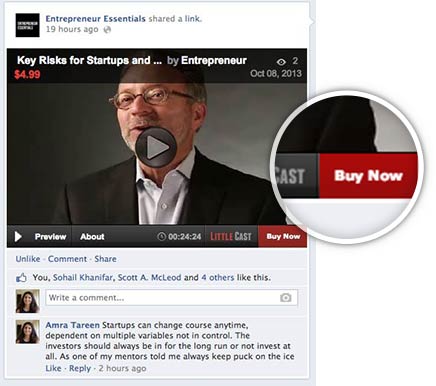 ENTREPRENEUR
ESSENTIALS
Entrepreneur Essentials shared a link.
19 hours ago
Key Risks for Startups and ... by Entrepreneur
2
$4.99
Oct 08, 2013
Preview About 00:24:24 LITTLECAST Buy Now
CAST Buy Now
Unlike · Comment · Share
You, Sohail Khanifar, Scott A. McLeod and 4 others like this.
Write a comment...
Amra Tareen Startups can change course anytime,
dependent on multiple variables not in control. The
investors should always be in for the long run or not invest at
all. As one of my mentors told me always keep puck on the ice
Like · Reply · 2 hours ago